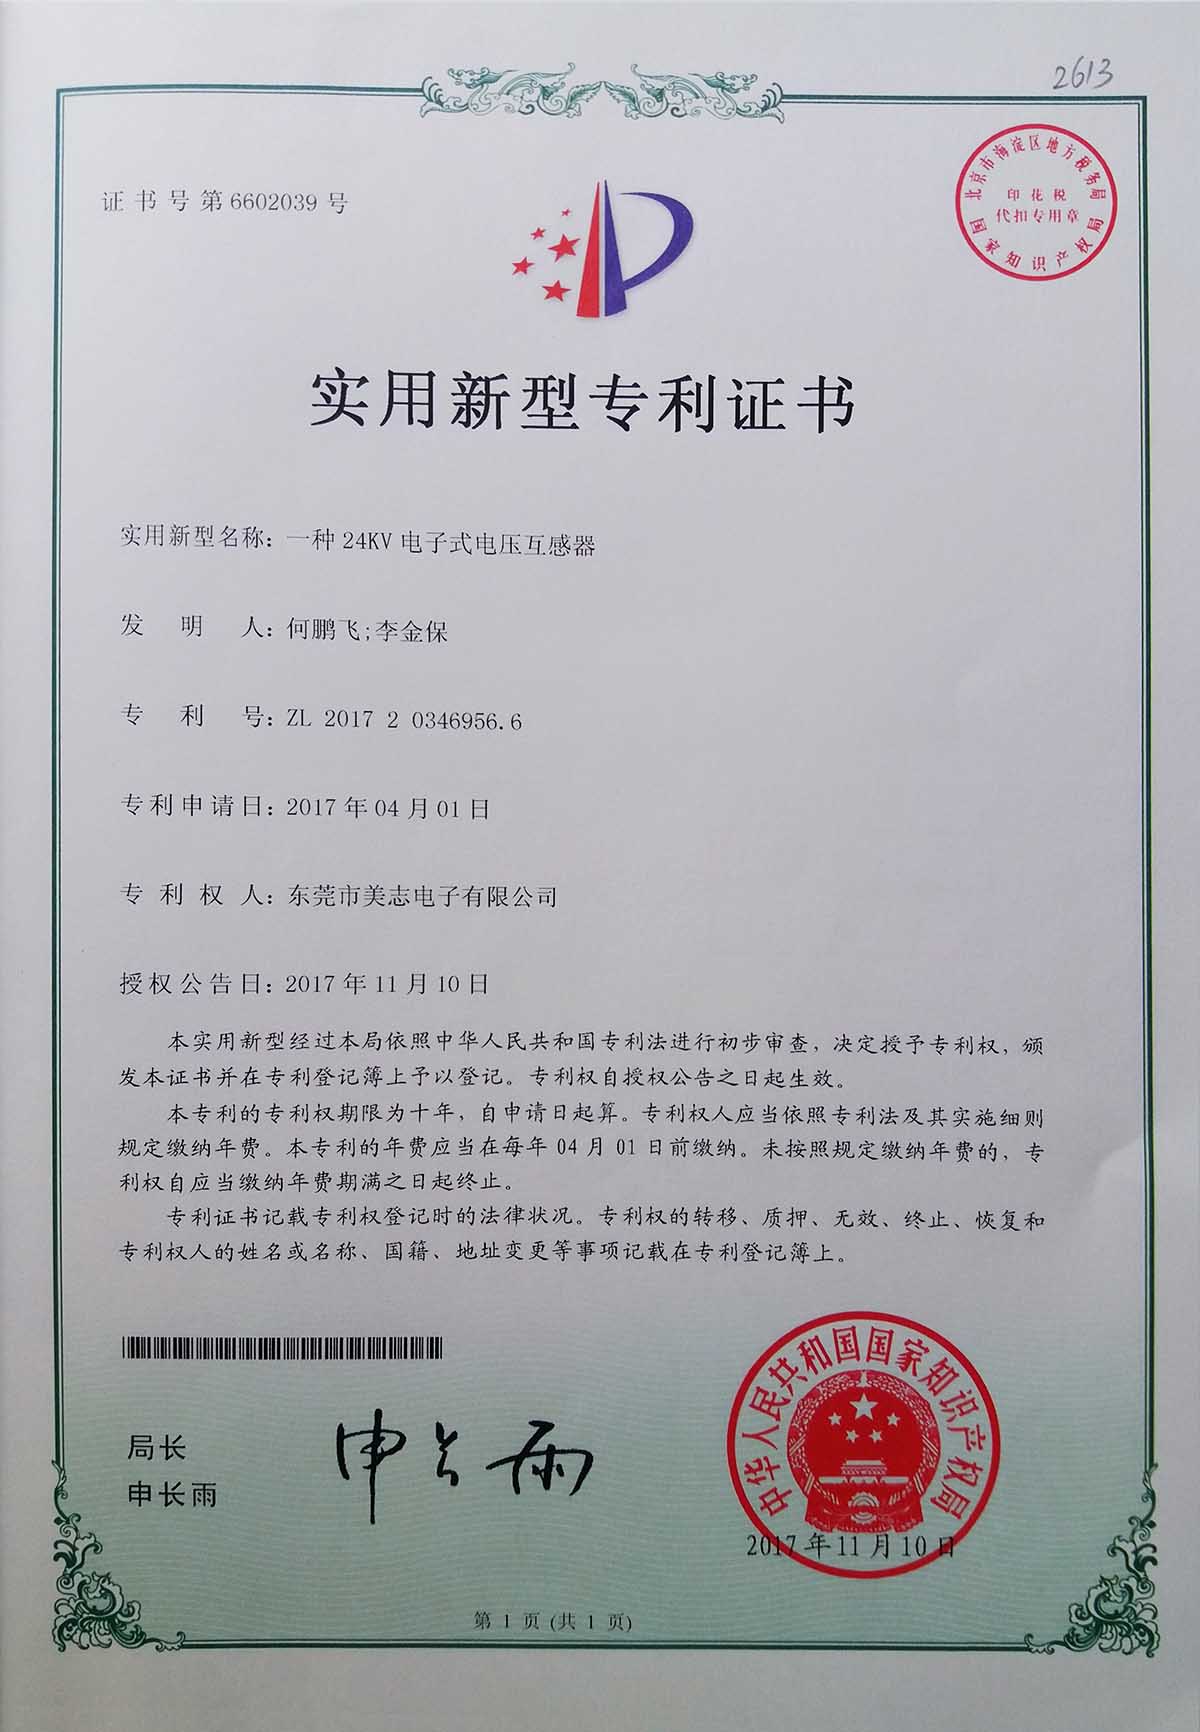 2613
证书号第6602039号
北京市海淀区地方税务局
印花税
代扣专用章
国家知识产权局
实用新型专利证书
实用新型名称：一种24KV电子式电压互感器
发明人：何鹏飞;李金保
专利号：ZL 2017 2 0346956.6
专利申请日：2017年04月01日
专利权人：东莞市美志电子有限公司
授权公告日：2017年11月10日
本实用新型经过本局依照中华人民共和国专利法进行初步审查，决定授予专利权，颁
发本证书并在专利登记簿上予以登记。专利权自授权公告之日起生效。
本专利的专利权期限为十年，自申请日起算。专利权人应当依照专利法及其实施细则
规定缴纳年费。本专利的年费应当在每年04月01日前缴纳。未按照规定缴纳年费的，专
利权自应当缴纳年费期满之日起终止。
专利证书记载专利权登记时的法律状况。专利权的转移、质押、无效、终止、恢复和
专利权人的姓名或名称、国籍、地址变更等事项记载在专利登记簿上。
局长
申长雨
申长雨
中华人民共和国国家知识产权局
2017年11月10日
第1页(共1页)